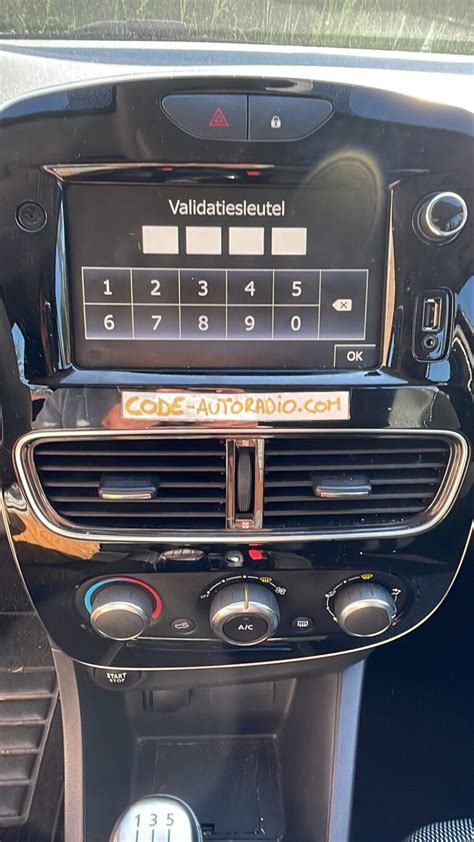 Validatiesleutel
1 2 3 4 5
6 7 8 9 0
OK
CODE-AUTORADIO.COM
A/C
START
STOP
1 3 5